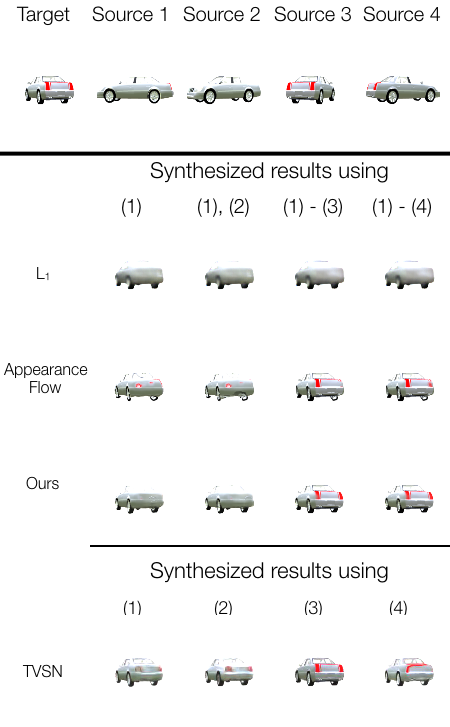 Target Source 1 Source 2 Source 3 Source 4
Synthesized results using
(1) (1), (2) (1) - (3) (1) - (4)
L₁
Appearance
Flow
Ours
Synthesized results using
(1) (2) (3) (4)
TVSN